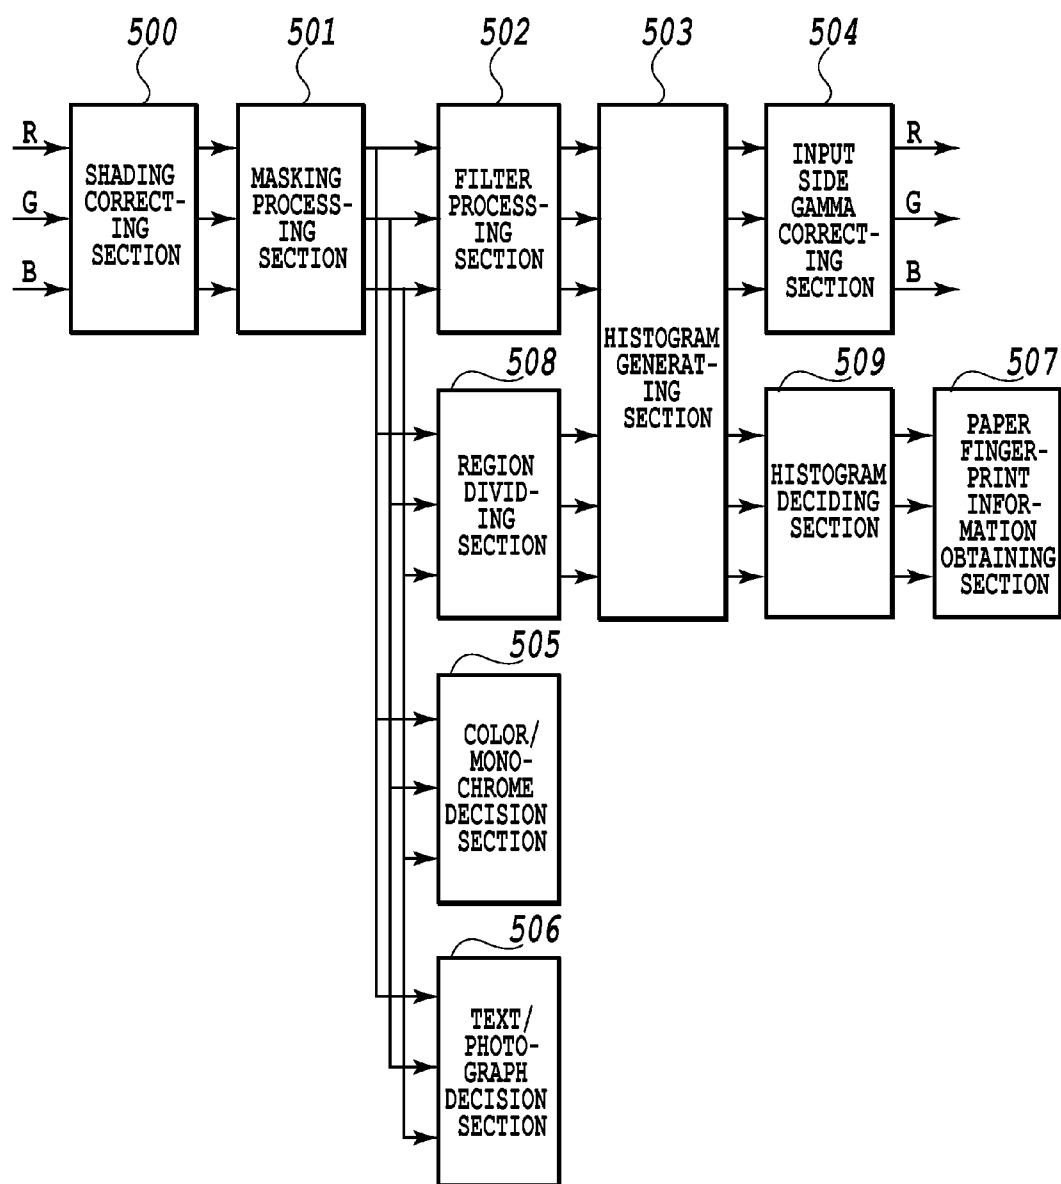 500
501
502
503
504
R
G
B
SHADING
CORRECT-
ING
SECTION
MASKING
PROCESS-
ING
SECTION
FILTER
PROCESS-
ING
SECTION
HISTOGRAM
GENERAT-
ING
SECTION
INPUT
SIDE
GAMMA
CORRECT-
ING
SECTION
R
G
B
508
REGION
DIVID-
ING
SECTION
509
HISTOGRAM
DECIDING
SECTION
507
PAPER
FINGER-
PRINT
INFOR-
MATION
OBTAINING
SECTION
505
COLOR/
MONO-
CHROME
DECISION
SECTION
506
TEXT/
PHOTO-
GRAPH
DECISION
SECTION